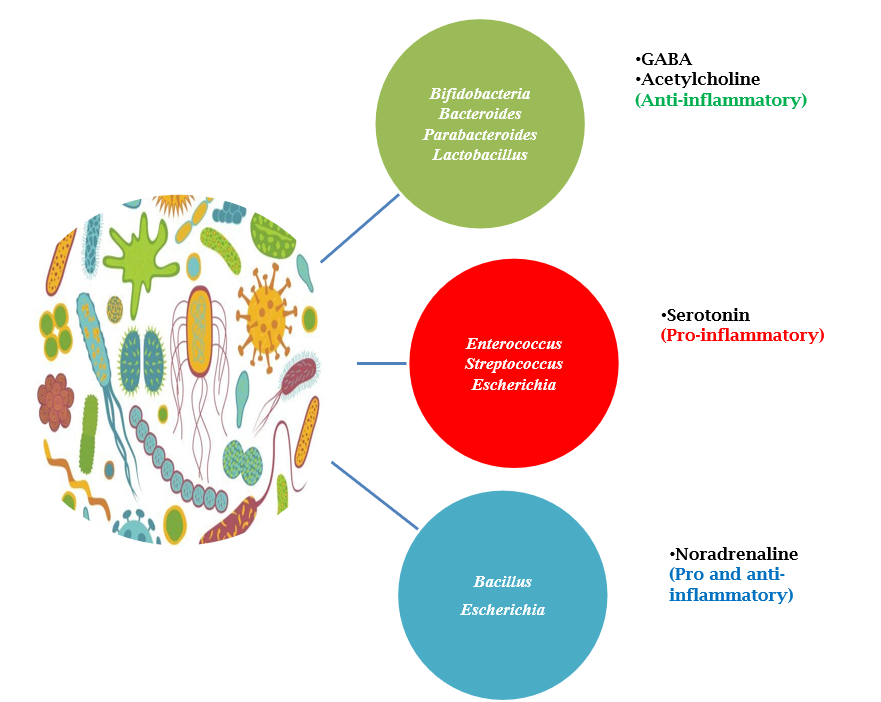 Bifidobacteria
Bacteroides
Parabacteroides
Lactobacillus
•GABA
•Acetylcholine
(Anti-inflammatory)
Enterococcus
Streptococcus
Escherichia
•Serotonin
(Pro-inflammatory)
Bacillus
Escherichia
•Noradrenaline
(Pro and anti-
inflammatory)